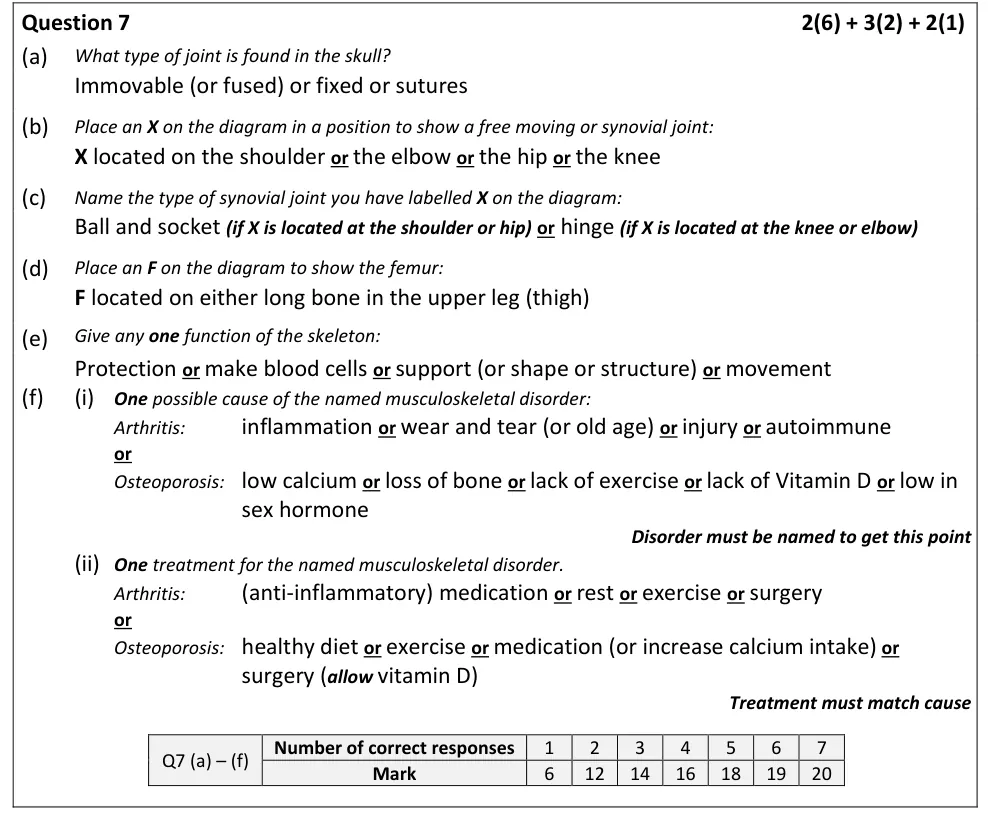 Question 7 2(6) + 3(2) + 2(1)
(a) What type of joint is found in the skull?
Immovable (or fused) or fixed or sutures
(b) Place an X on the diagram in a position to show a free moving or synovial joint:
X located on the shoulder or the elbow or the hip or the knee
(c) Name the type of synovial joint you have labelled X on the diagram:
Ball and socket (if X is located at the shoulder or hip) or hinge (if X is located at the knee or elbow)
(d) Place an F on the diagram to show the femur:
F located on either long bone in the upper leg (thigh)
(e) Give any one function of the skeleton:
Protection or make blood cells or support (or shape or structure) or movement
(f) (i) One possible cause of the named musculoskeletal disorder:
Arthritis: inflammation or wear and tear (or old age) or injury or autoimmune
or
Osteoporosis: low calcium or loss of bone or lack of exercise or lack of Vitamin D or low in
sex hormone
Disorder must be named to get this point
(ii) One treatment for the named musculoskeletal disorder.
Arthritis: (anti-inflammatory) medication or rest or exercise or surgery
or
Osteoporosis: healthy diet or exercise or medication (or increase calcium intake) or
surgery (allow vitamin D)
Treatment must match cause
Q7 (a) – (f)
Number of correct responses 1 2 3 4 5 6 7
Mark 6 12 14 16 18 19 20